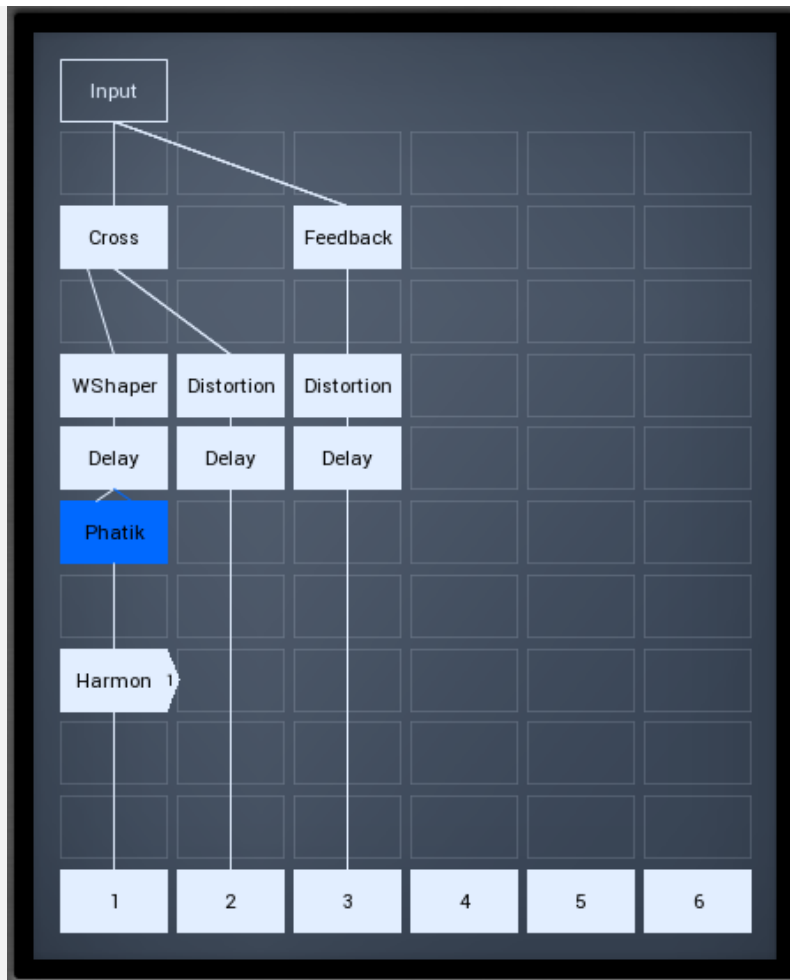 Input
Cross Feedback
WShaper Distortion Distortion
Delay Delay Delay
Phatik
Harmon 1
1 2 3 4 5 6